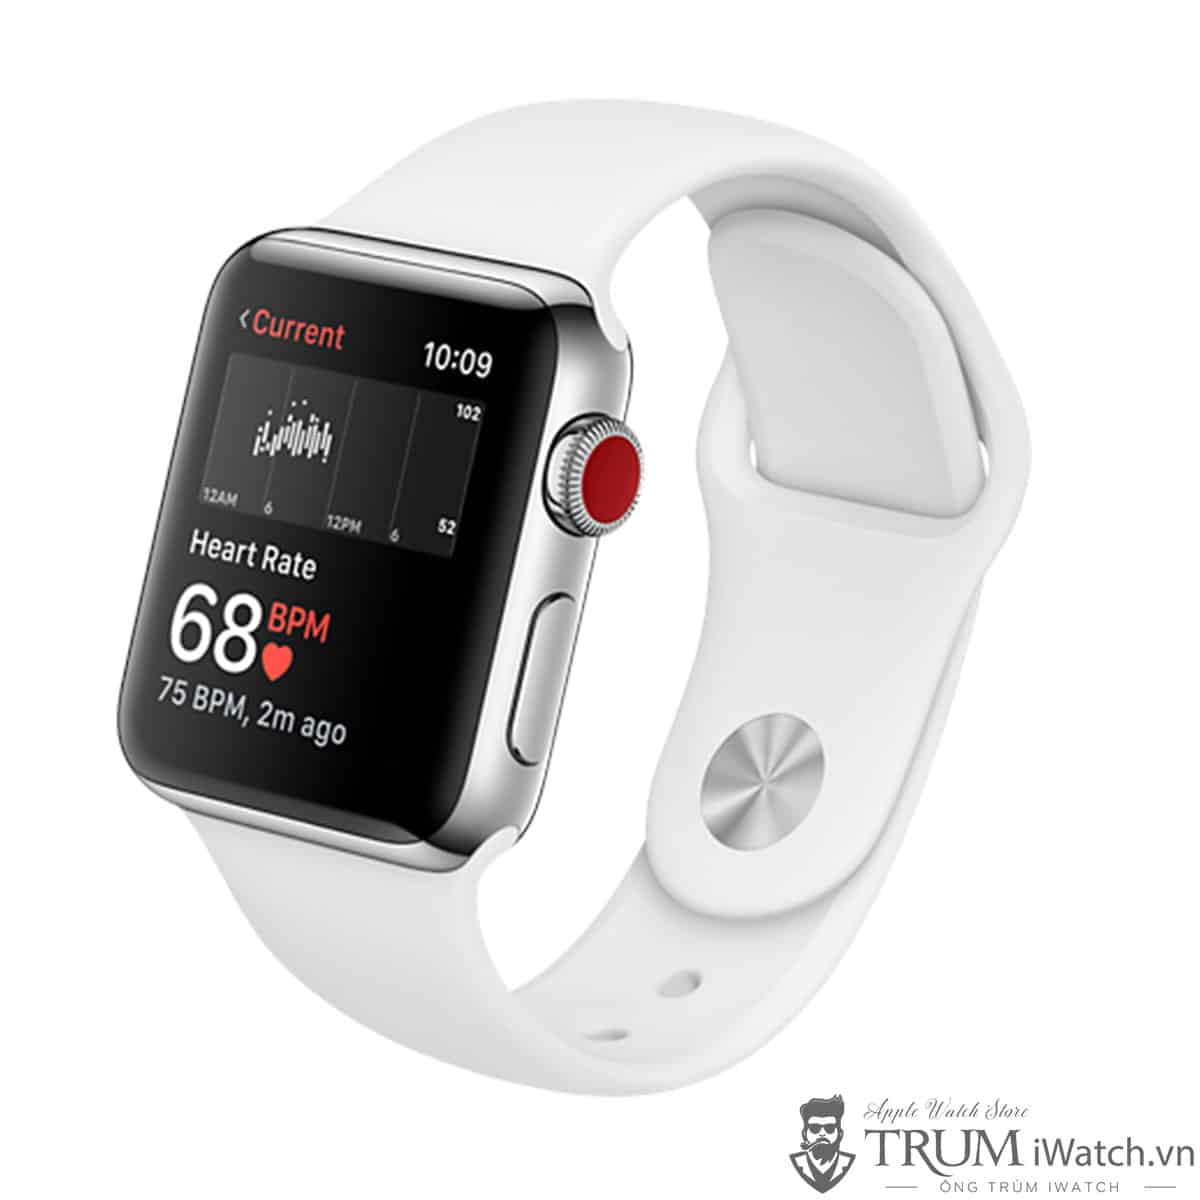 <Current
10:09
102
12AM 6 12PM 6 52
Heart Rate
68 BPM
75 BPM, 2m ago
Apple Watch Store
TRUM iWatch.vn
ÔNG TRÙM IWATCH